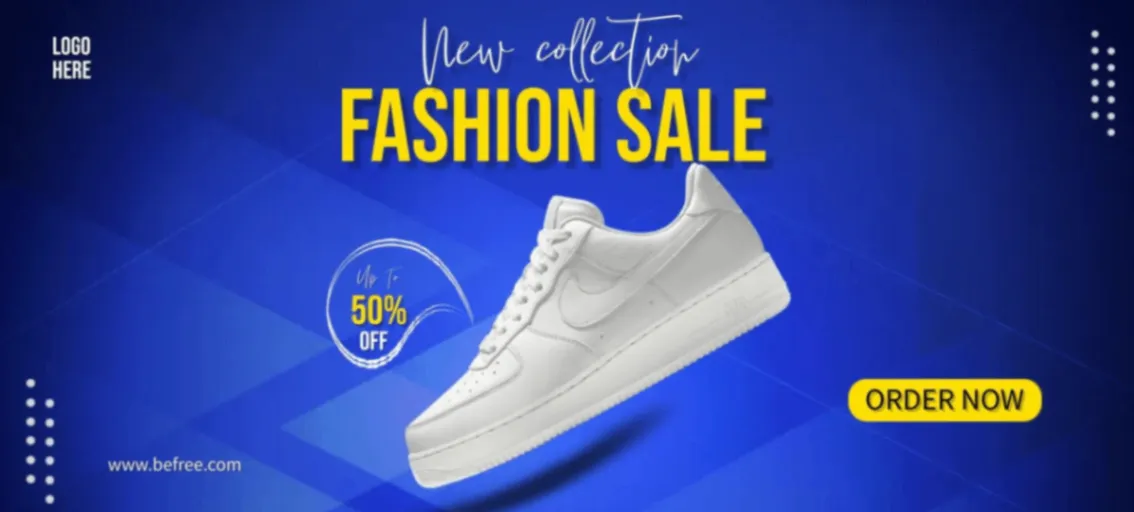 LOGO
HERE
New collection
FASHION SALE
Up To
50%
OFF
ORDER NOW
www.befree.com